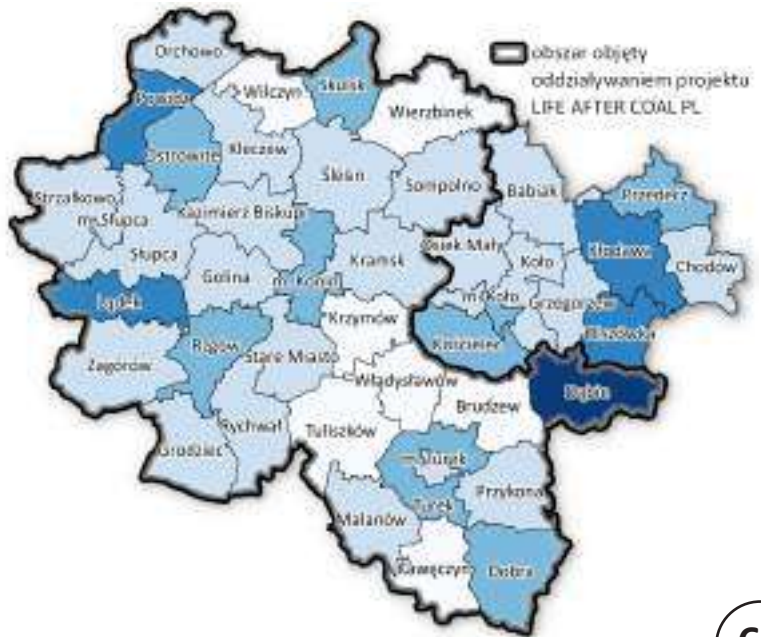 Orchowo
Powidz
Wilczyn
Skulsk
Wierzbinek
obszar objęty
oddziaływaniem projektu
LIFE AFTER COAL PL
Ostrowite
Kleczew
Ślesin
Sompolno
Babiak
Przedecz
Strzałkowo
m. Słupca
Kazimierz Biskup
Słupca
Golina
m. Konin
Kramsk
Osiek Mały
Koło
Kłodawa
Chodów
Lądek
m. Koło
Grzegorzew
Krzymów
Kościelec
Olszówka
Zagórów
Rzgów
Stare Miasto
Władysławów
Dąbie
Brudzew
Grodziec
Rychwał
Tuliszków
m. Turek
Przykona
Malanów
Turek
Kawęczyn
Dobra